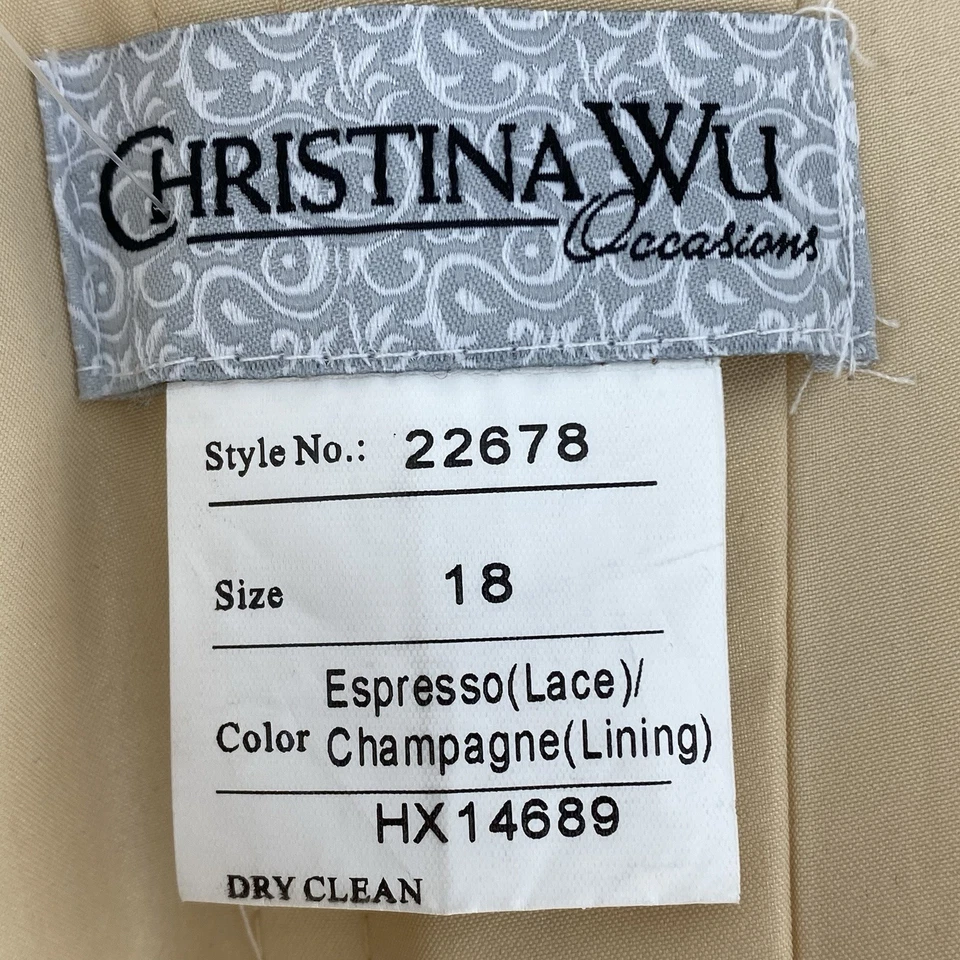 CHRISTINA WU
Occasions
Style No.: 22678
Size 18
Espresso(Lace)/
Color Champagne(Lining)
HX14689
DRY CLEAN